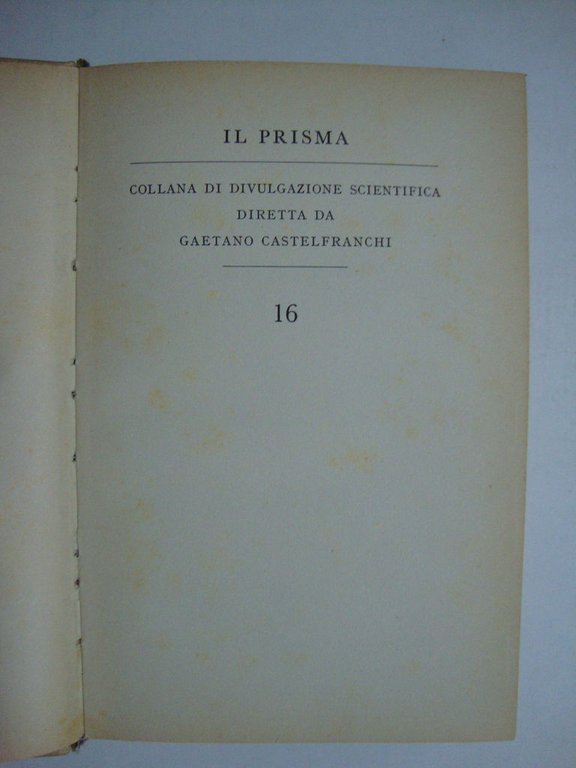 IL PRISMA
COLLANA DI DIVULGAZIONE SCIENTIFICA
DIRETTA DA
GAETANO CASTELFRANCHI
16